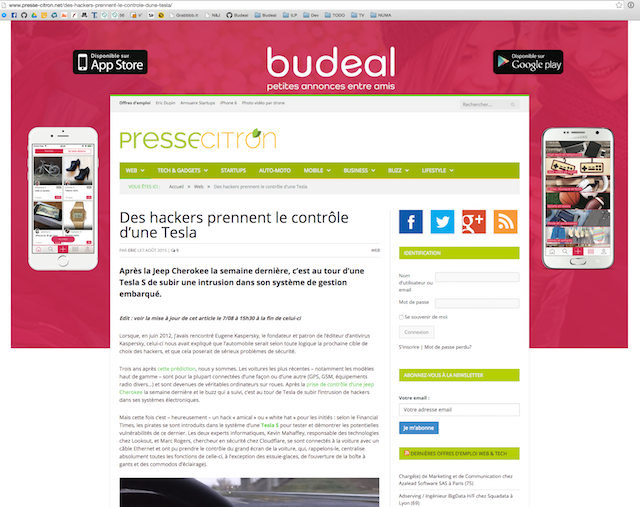 www.presse-citron.net/des-hackers-prennent-le-controle-dune-tesla/
Grabbbit.it N&J Budeal Budeal ILP Dev TODO TV NUMA
Disponible sur
App Store
budeal
petites annonces entre amis
Disponible sur
Google play
Offres d'emploi Eric Dupin Annuaire Startups iPhone 6 Photo vidéo par drone
Rechercher...
PRESSECITRON
WEB TECH & GADGETS STARTUPS AUTO-MOTO MOBILE BUSINESS BUZZ LIFESTYLE
VOUS ÊTES ICI: Accueil » Web » Des hackers prennent le contrôle d'une Tesla
Des hackers prennent le contrôle
d'une Tesla
PAR ERIC LE7 AOÛT 2015 | 9
WEB
Après la Jeep Cherokee la semaine dernière, c'est au tour d'une
Tesla S de subir une intrusion dans son système de gestion
embarqué.
Edit : voir la mise à jour de cet article le 7/08 à 15h30 à la fin de celui-ci
Lorsque, en juin 2012, j'avais rencontré Eugene Kaspersky, le fondateur et patron de l'éditeur d'antivirus
Kaspersky, celui-ci nous avait expliqué que l'automobile serait selon toute logique la prochaine cible de
choix des hackers, et que cela poserait de sérieux problèmes de sécurité.
Trois ans après cette prédiction, nous y sommes. Les voitures les plus récentes – notamment les modèles
haut de gamme – sont pour la plupart connectées d'une façon ou d'une autre (GPS, GSM, équipements
radio divers...) et sont devenues de véritables ordinateurs sur roues. Après la prise de contrôle d'une Jeep
Cherokee la semaine dernière et le buzz qui a suivi, c'est au tour de Tesla de subir l'intrusion de hackers
dans ses systèmes électroniques.
Mais cette fois c'est – heureusement – un hack « amical » ou « white hat » pour les initiés : selon le Financial
Times, les pirates se sont introduits dans le système d'une Tesla S pour tester et démontrer les potentielles
vulnérabilités de ce dernier. Les deux experts informatiques, Kevin Mahaffey, responsable des technologies
chez Lookout, et Marc Rogers, chercheur en sécurité chez Cloudflare, se sont connectés à la voiture avec un
câble Ethernet et ont pu prendre le contrôle du grand écran de la voiture, qui, rappelons-le, centralise
absolument toutes les fonctions de celle-ci, à l'exception des essuie-glaces, de l'ouverture de la boîte à
gants et des commodos d'éclairage).
IDENTIFICATION
Nom
d'utilisateur ou
email
Mot de passe
Se souvenir de moi
Connexion
S'inscrire | Mot de passe perdu?
ABONNEZ-VOUS À LA NEWSLETTER
Votre email :
Votre adresse email
Je m'abonne
DERNIÈRES OFFRES D'EMPLOI WEB & TECH
Chargé(e) de Marketing et de Communication chez
Azalead Software SAS à Paris (75)
Adserving / Ingénieur BigData H/F chez Squadata à
Lyon (69)